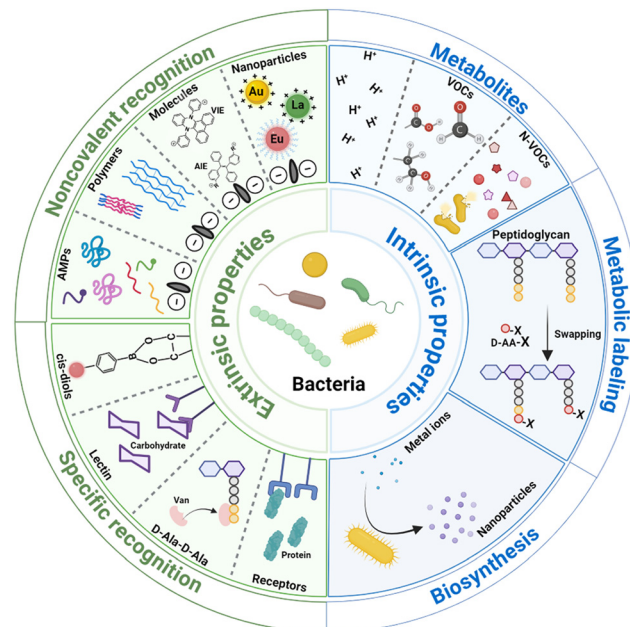 Noncovalent recognition
Nanoparticles
Au
La
Eu
Molecules
VIE
AIE
Polymers
AMPs
Metabolites
H⁺
H⁺
H⁺
H⁺
H⁺
H⁺
H⁺
VOCs
N-VOCs
Metabolic labeling
Peptidoglycan
-X
D-AA-X
Swapping
-X
-X
Biosynthesis
Metal ions
Nanoparticles
Extrinsic properties
Intrinsic properties
Bacteria
Specific recognition
cis-diols
B
O
O
C
C
Lectin
Carbohydrate
Van
D-Ala-D-Ala
Receptors
Protein